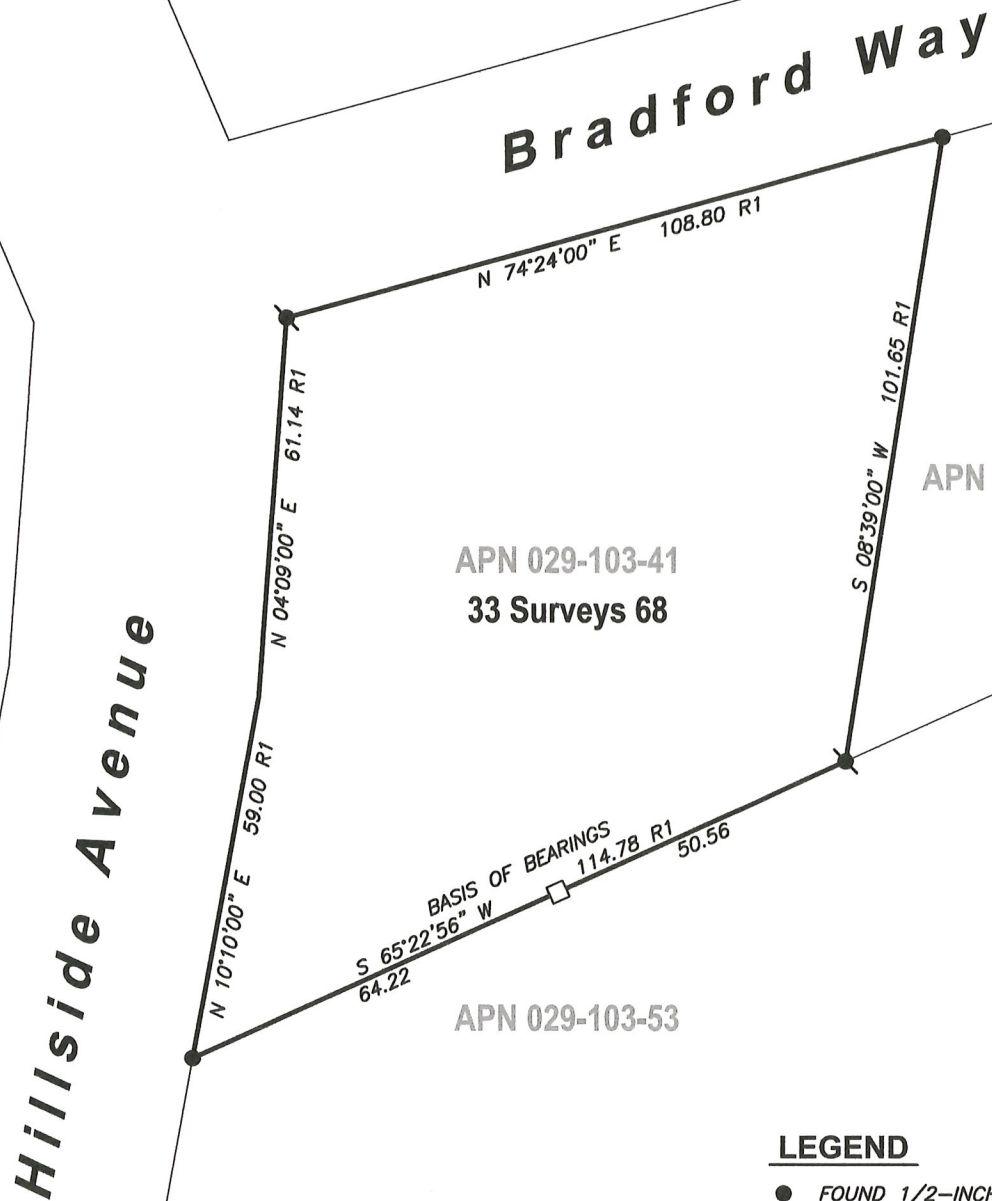 Bradford Way
N 74°24'00" E 108.80 R1
N 04°09'00" E 61.14 R1
S 08°39'00" W 101.65 R1
APN
APN 029-103-41
33 Surveys 68
Hillside Avenue
N 10°10'00" E 59.00 R1
BASIS OF BEARINGS
S 65°22'56" W 114.78 R1
64.22
50.56
APN 029-103-53
LEGEND
FOUND 1/2-INCH